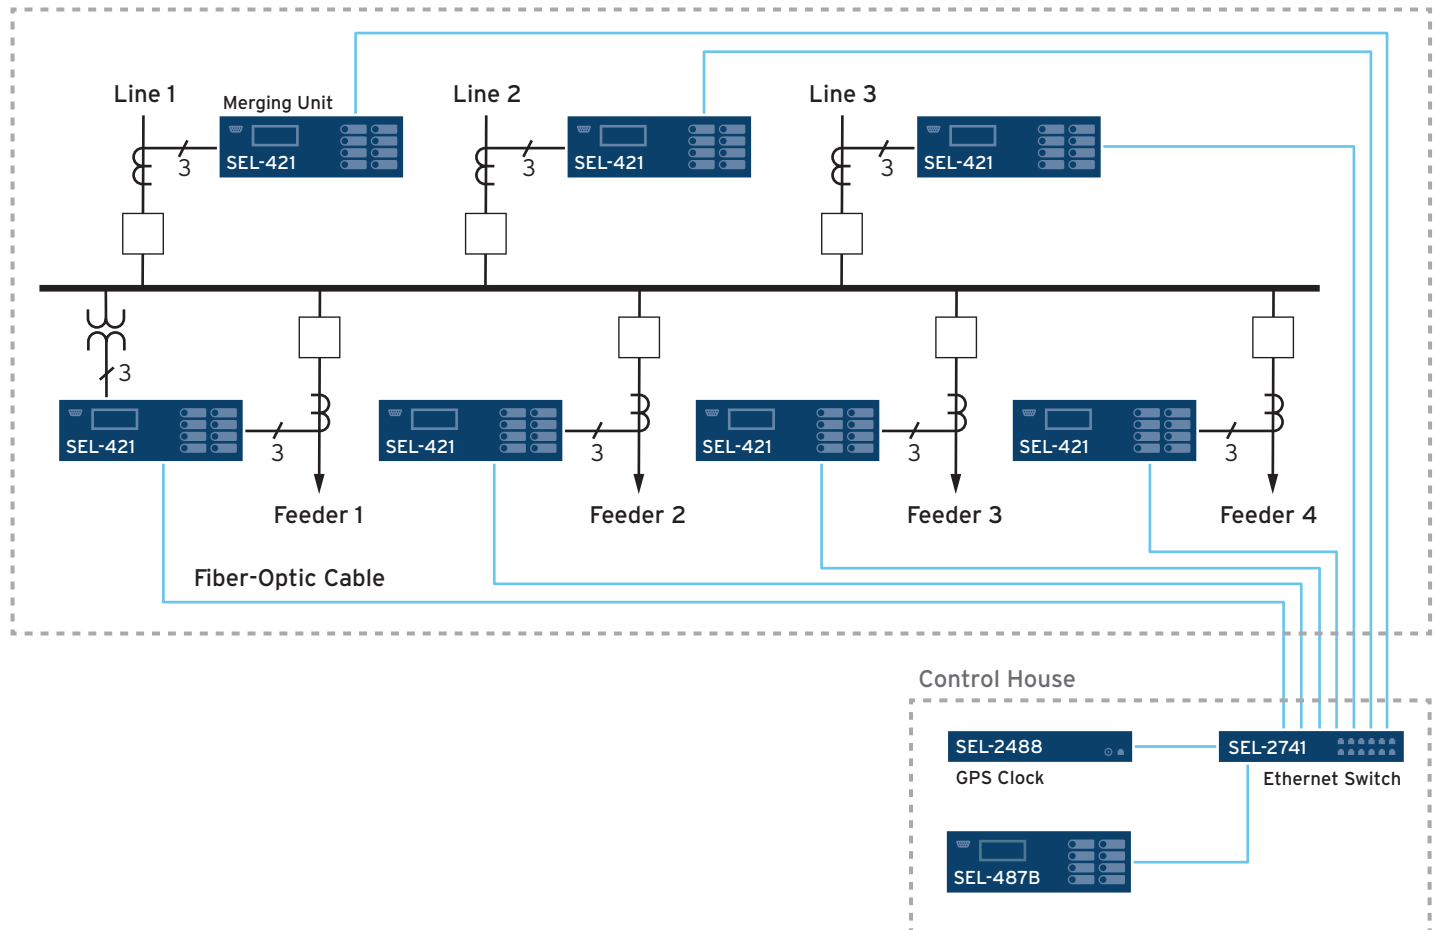 Line 1
Merging Unit
SEL-421
3
Line 2
SEL-421
3
Line 3
SEL-421
3
3
SEL-421
3
SEL-421
3
SEL-421
3
SEL-421
3
Feeder 1
Feeder 2
Feeder 3
Feeder 4
Fiber-Optic Cable
Control House
SEL-2488
GPS Clock
SEL-2741
Ethernet Switch
SEL-487B